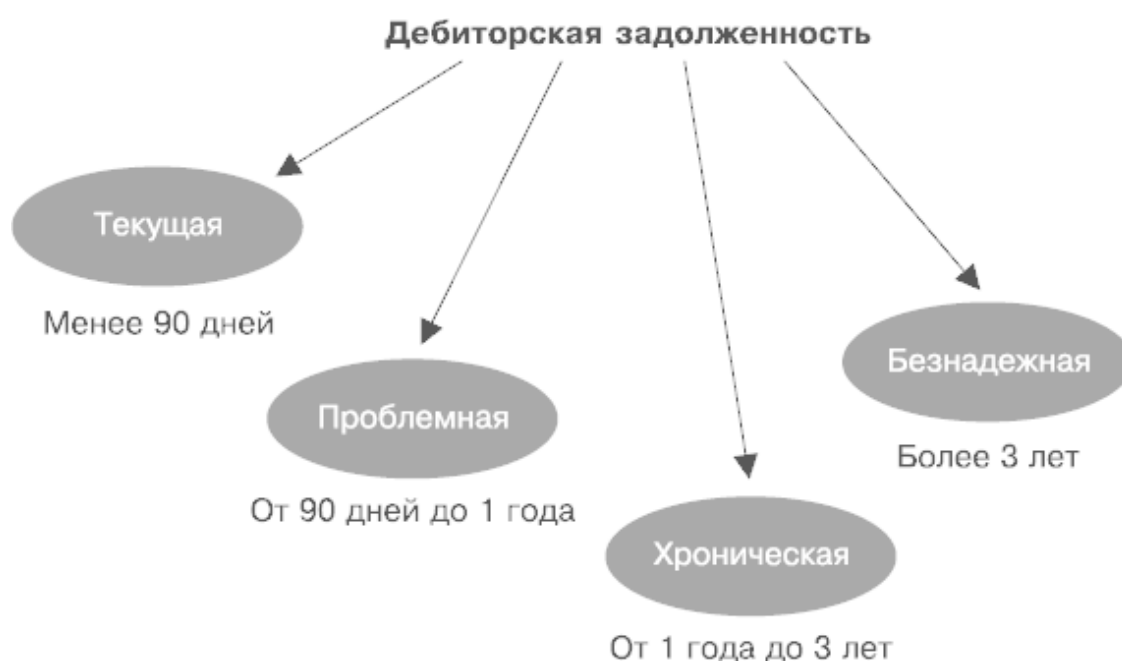 Дебиторская задолженность
Текущая
Менее 90 дней
Проблемная
От 90 дней до 1 года
Хроническая
От 1 года до 3 лет
Безнадежная
Более 3 лет